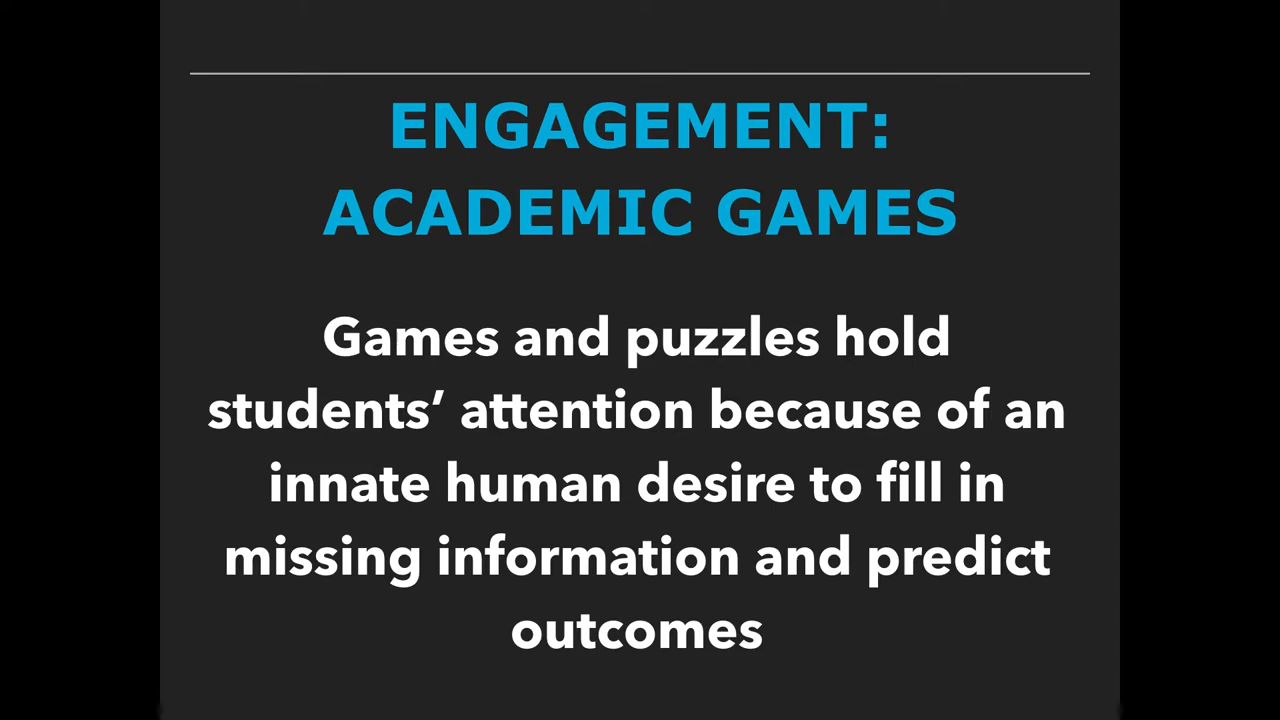 ENGAGEMENT:
ACADEMIC GAMES
Games and puzzles hold
students’ attention because of an
innate human desire to fill in
missing information and predict
outcomes